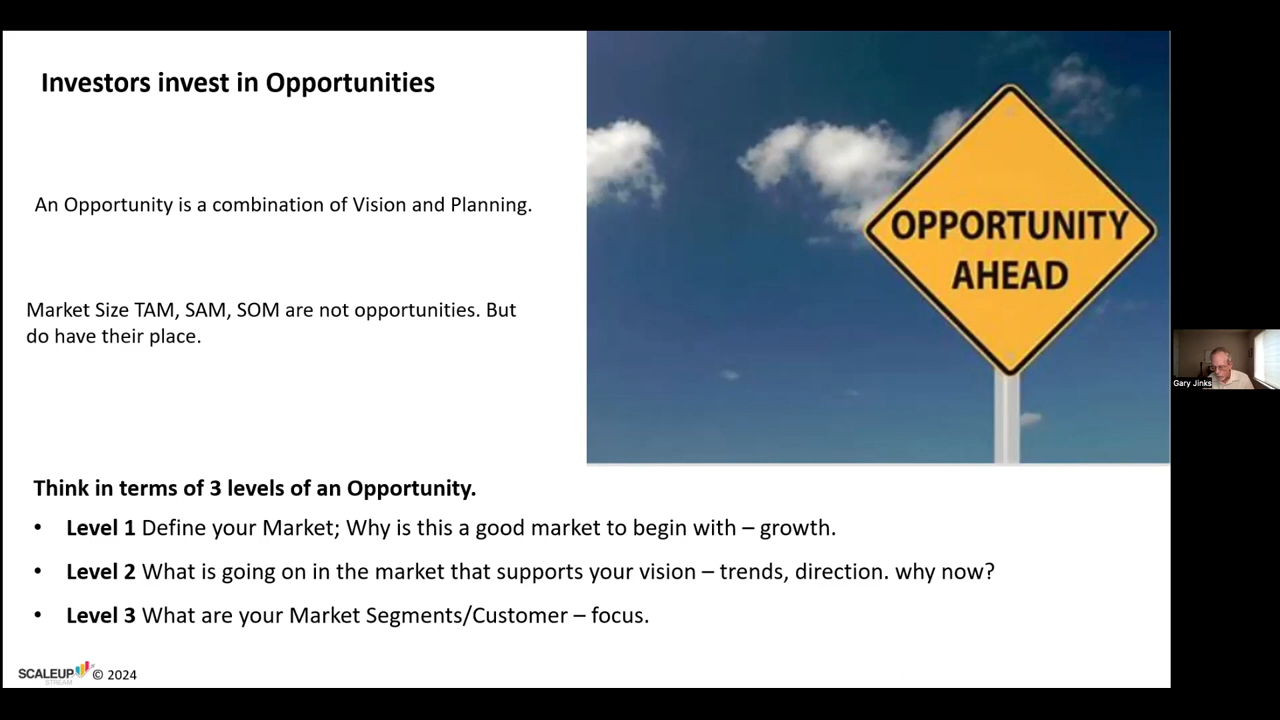 Investors invest in Opportunities
An Opportunity is a combination of Vision and Planning.
Market Size TAM, SAM, SOM are not opportunities. But
do have their place.
OPPORTUNITY
AHEAD
Gary Jinks
Think in terms of 3 levels of an Opportunity.
• Level 1 Define your Market; Why is this a good market to begin with – growth.
• Level 2 What is going on in the market that supports your vision – trends, direction. why now?
• Level 3 What are your Market Segments/Customer – focus.
SCALEUP
STREAM
© 2024